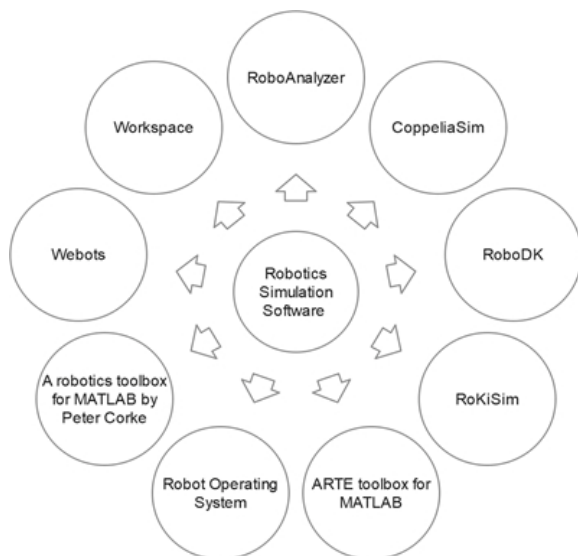 RoboAnalyzer
CoppeliaSim
RoboDK
RoKiSim
ARTE toolbox for
MATLAB
Robot Operating
System
A robotics toolbox
for MATLAB by
Peter Corke
Webots
Workspace
Robotics
Simulation
Software